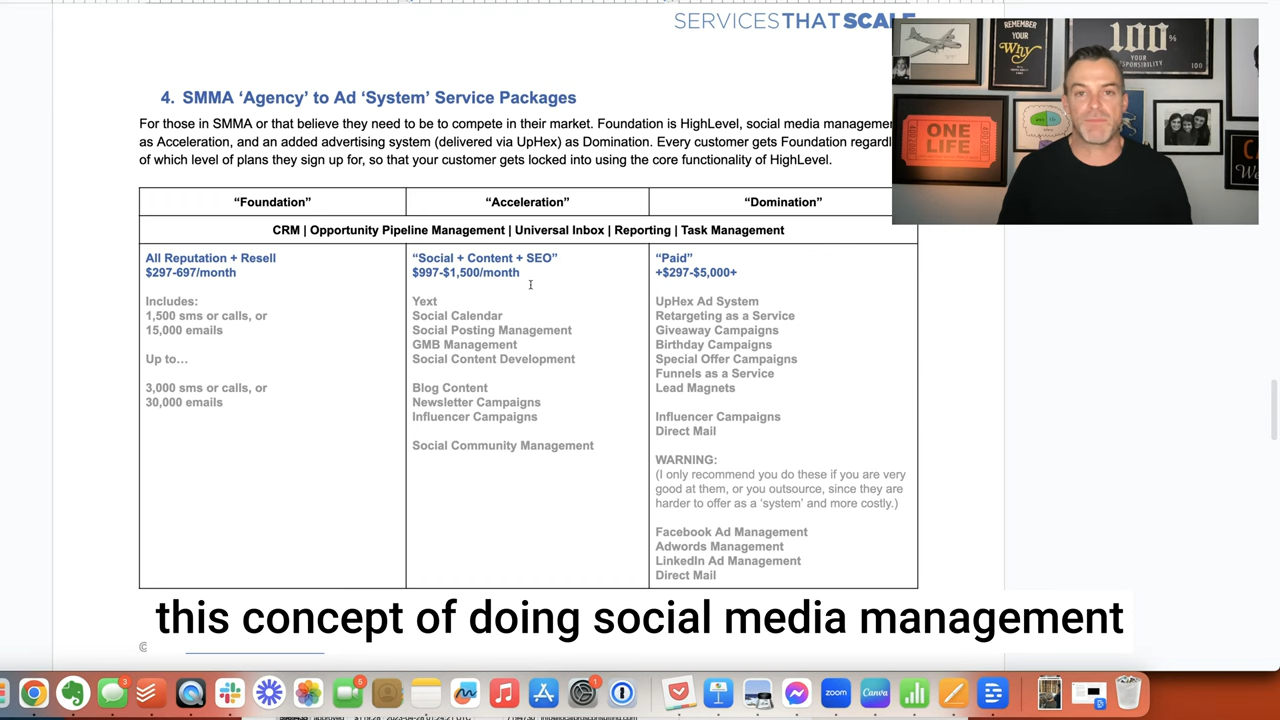 SERVICESTHATSCAL
4. SMMA ‘Agency’ to Ad ‘System’ Service Packages
For those in SMMA or that believe they need to be to compete in their market. Foundation is HighLevel, social media managemen
as Acceleration, and an added advertising system (delivered via UpHex) as Domination. Every customer gets Foundation regardl
of which level of plans they sign up for, so that your customer gets locked into using the core functionality of HighLevel.
“Foundation”
“Acceleration”
“Domination”
CRM | Opportunity Pipeline Management | Universal Inbox | Reporting | Task Management
All Reputation + Resell
$297-697/month
Includes:
1,500 sms or calls, or
15,000 emails
Up to…
3,000 sms or calls, or
30,000 emails
“Social + Content + SEO”
$997-$1,500/month
Yext
Social Calendar
Social Posting Management
GMB Management
Social Content Development
Blog Content
Newsletter Campaigns
Influencer Campaigns
Social Community Management
“Paid”
+$297-$5,000+
UpHex Ad System
Retargeting as a Service
Giveaway Campaigns
Birthday Campaigns
Special Offer Campaigns
Funnels as a Service
Lead Magnets
Influencer Campaigns
Direct Mail
WARNING:
(I only recommend you do these if you are very
good at them, or you outsource, since they are
harder to offer as a ‘system’ and more costly.)
Facebook Ad Management
Adwords Management
LinkedIn Ad Management
Direct Mail
REMEMBER
YOUR
Why
100%
YOUR
RESPONSIBILITY
100
ONE
LIFE
this concept of doing social media management
©
3
5
1
zoom
Canva